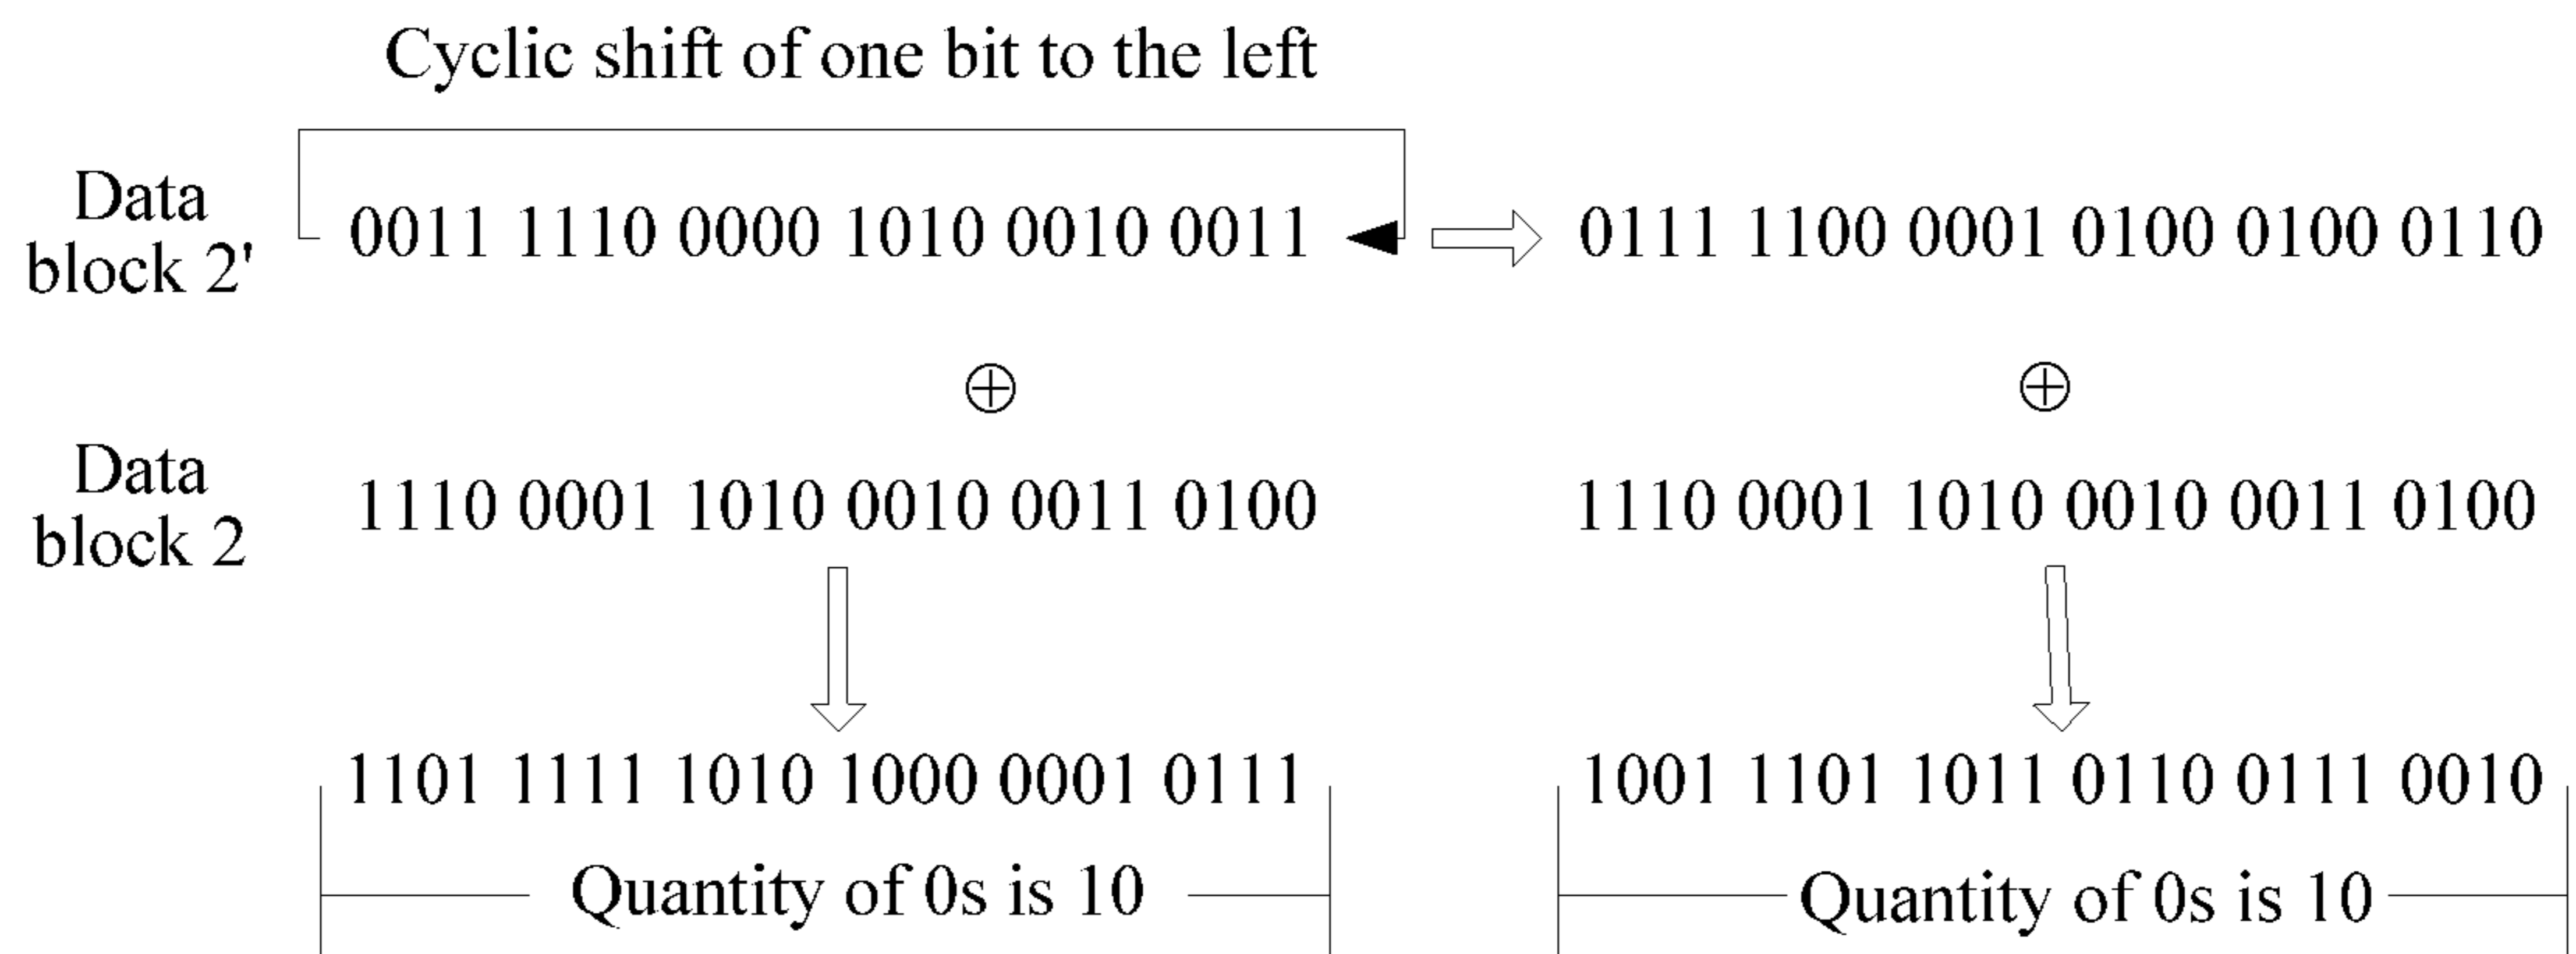 Cyclic shift of one bit to the left
Data
block 2'
0011 1110 0000 1010 0010 0011
0111 1100 0001 0100 0100 0110
⊕
⊕
Data
block 2
1110 0001 1010 0010 0011 0100
1110 0001 1010 0010 0011 0100
1101 1111 1010 1000 0001 0111
1001 1101 1011 0110 0111 0010
Quantity of 0s is 10
Quantity of 0s is 10